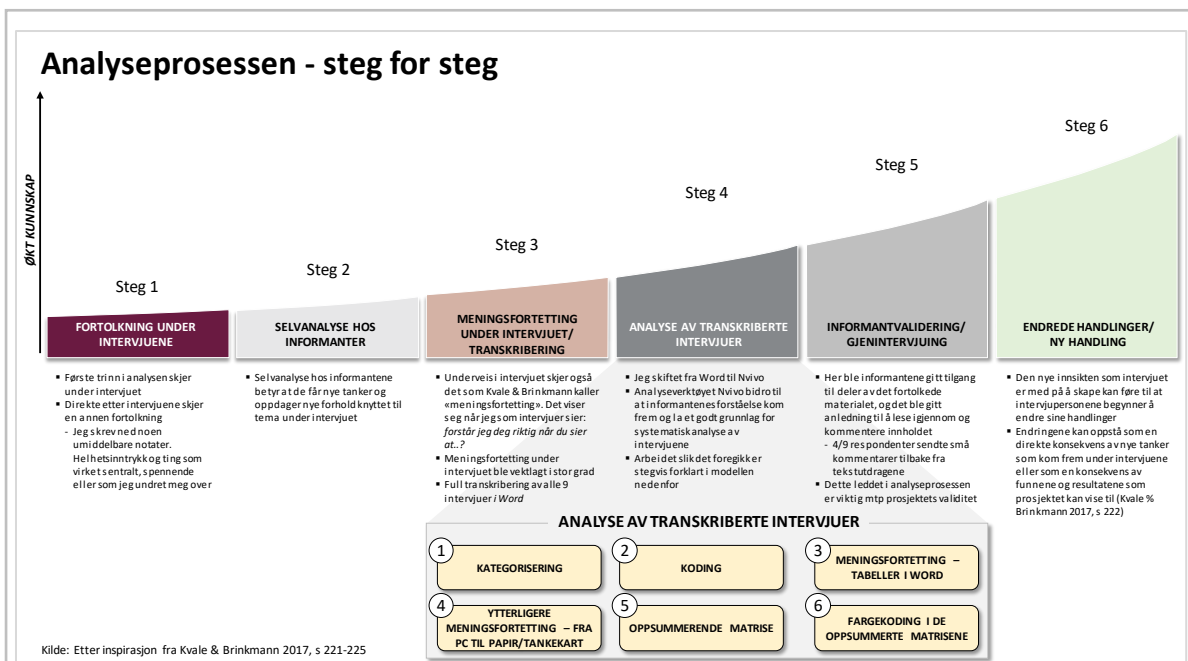 Analyseprosessen - steg for steg
ØKT KUNNSKAP
Steg 1
Steg 2
Steg 3
Steg 4
Steg 5
Steg 6
FORTOLKNING UNDER
INTERVJUENE
SELVANALYSE HOS
INFORMANTER
MENINGSFORTETTING
UNDER INTERVJUET/
TRANSKRIBERING
ANALYSE AV TRANSKRIBERTE
INTERVJUER
INFORMANTVALIDERING/
GJENINTERVJUING
ENDREDE HANDLINGER/
NY HANDLING
▪ Første trinn i analysen skjer
under intervjuet
▪ Direkte etter intervjuene skjer
en annen fortolkning
- Jeg skrev ned noen
umiddelbare notater.
Helhetsinntrykk og ting som
virket sentralt, spennende
eller som jeg undret meg over
▪ Selvanalyse hos informantene
betyr at de får nye tanker og
oppdager nye forhold knyttet til
tema under intervjuet
▪ Underveis i intervjuet skjer også
det som Kvale & Brinkmann kaller
«meningsfortetting». Det viser
seg når jeg som intervjuer sier:
forstår jeg deg riktig når du sier
at..?
▪ Meningsfortetting under
intervjuet ble vektlagt i stor grad
▪ Full transkribering av alle 9
intervjuer i Word
▪ Jeg skiftet fra Word til Nvivo
▪ Analyseverktøyet Nvivo bidro til
at informantenes forståelse kom
frem og la et godt grunnlag for
systematisk analyse av
intervjuene
▪ Arbeidet slik det foregikk er
stegvis forklart i modellen
nedenfor
▪ Her ble informantene gitt tilgang
til deler av det fortolkede
materialet, og det ble gitt
anledning til å lese igjennom og
kommentere innholdet
- 4/9 respondenter sendte små
kommentarer tilbake fra
tekstutdragene
▪ Dette leddet i analyseprosessen
er viktig mtp prosjektets validitet
▪ Den nye innsikten som intervjuet
er med på å skape kan føre til at
intervjupersonene begynner å
endre sine handlinger
▪ Endringene kan oppstå som en
direkte konsekvens av nye tanker
som kom frem under intervjuene
eller som en konsekvens av
funnene og resultatene som
prosjektet kan vise til (Kvale %
Brinkmann 2017, s 222)
ANALYSE AV TRANSKRIBERTE INTERVJUER
1
KATEGORISERING
2
KODING
3
MENINGSFORTETTING –
TABELLER I WORD
4
YTTERLIGERE
MENINGSFORTETTING – FRA
PC TIL PAPIR/TANKEKART
5
OPPSUMMERENDE MATRISE
6
FARGEKODING I DE
OPPSUMMERTE MATRISENE
Kilde: Etter inspirasjon fra Kvale & Brinkmann 2017, s 221-225